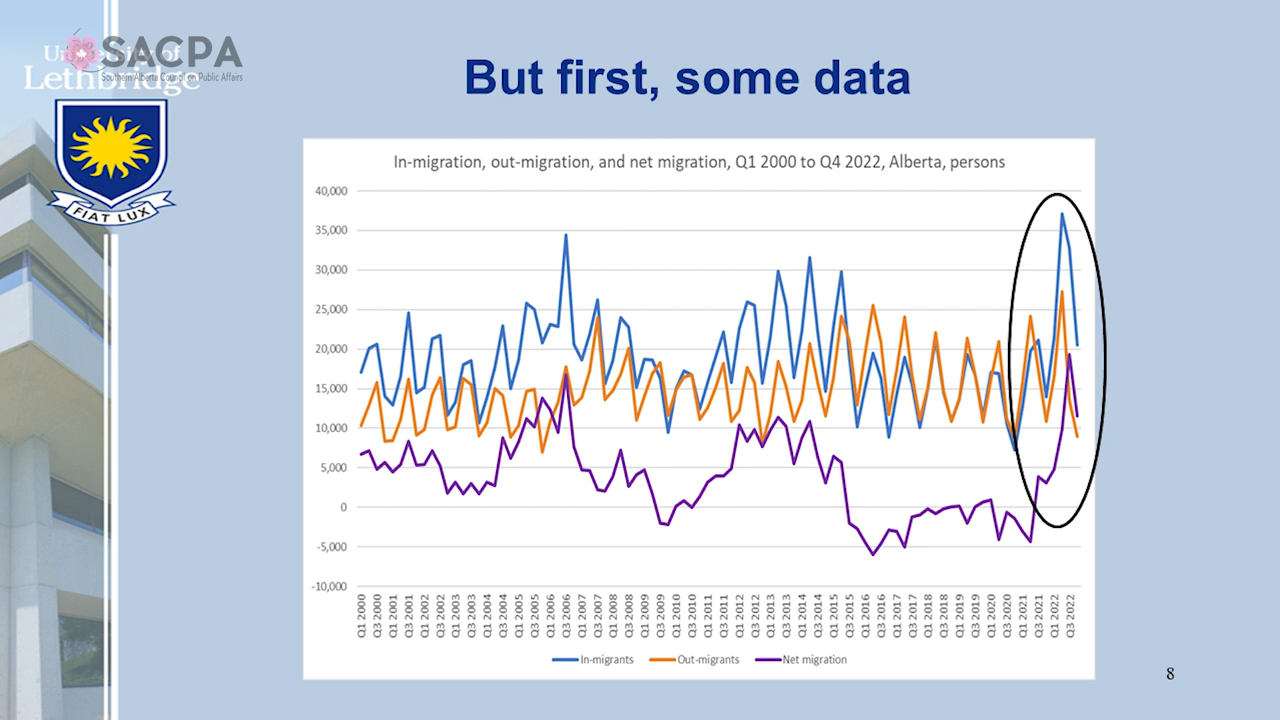 University of
Lethbridge
SACPA
Southern Alberta Council on Public Affairs
FIAT LUX
But first, some data
In-migration, out-migration, and net migration, Q1 2000 to Q4 2022, Alberta, persons
40,000
35,000
30,000
25,000
20,000
15,000
10,000
5,000
0
-5,000
-10,000
Q1 2000
Q3 2000
Q1 2001
Q3 2001
Q1 2002
Q3 2002
Q1 2003
Q3 2003
Q1 2004
Q3 2004
Q1 2005
Q3 2005
Q1 2006
Q3 2006
Q1 2007
Q3 2007
Q1 2008
Q3 2008
Q1 2009
Q3 2009
Q1 2010
Q3 2010
Q1 2011
Q3 2011
Q1 2012
Q3 2012
Q1 2013
Q3 2013
Q1 2014
Q3 2014
Q1 2015
Q3 2015
Q1 2016
Q3 2016
Q1 2017
Q3 2017
Q1 2018
Q3 2018
Q1 2019
Q3 2019
Q1 2020
Q3 2020
Q1 2021
Q3 2021
Q1 2022
Q3 2022
In-migrants Out-migrants Net migration
8